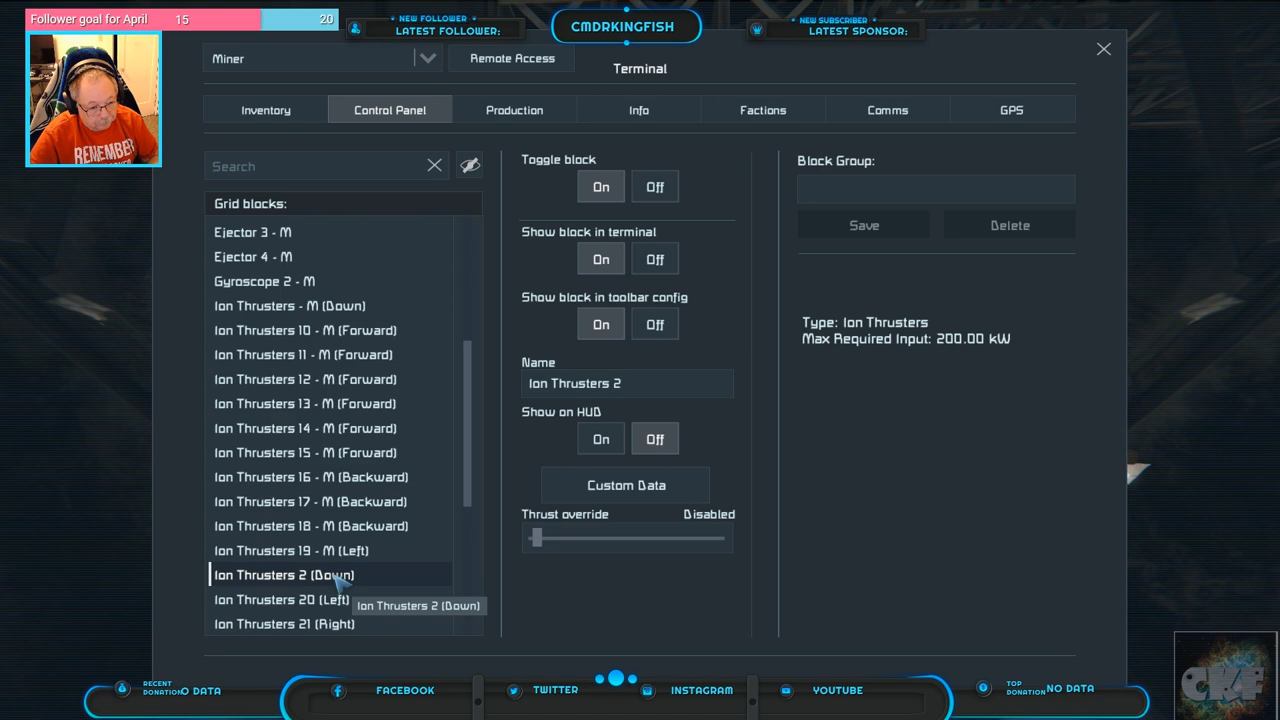 Follower goal for April 15 20
NEW FOLLOWER
LATEST FOLLOWER:
CMDRKINGFISH
NEW SUBSCRIBER
LATEST SPONSOR:
Miner
Remote Access
Terminal
Inventory
Control Panel
Production
Info
Factions
Comms
GPS
Search
Grid blocks:
Ejector 3 - M
Ejector 4 - M
Gyroscope 2 - M
Ion Thrusters - M (Down)
Ion Thrusters 10 - M (Forward)
Ion Thrusters 11 - M (Forward)
Ion Thrusters 12 - M (Forward)
Ion Thrusters 13 - M (Forward)
Ion Thrusters 14 - M (Forward)
Ion Thrusters 15 - M (Forward)
Ion Thrusters 16 - M (Backward)
Ion Thrusters 17 - M (Backward)
Ion Thrusters 18 - M (Backward)
Ion Thrusters 19 - M (Left)
Ion Thrusters 2 (Down)
Ion Thrusters 20 (Left)
Ion Thrusters 21 (Right)
Ion Thrusters 2 (Down)
Toggle block
On Off
Show block in terminal
On Off
Show block in toolbar config
On Off
Name
Ion Thrusters 2
Show on HUD
On Off
Custom Data
Thrust override Disabled
Block Group:
Save Delete
Type: Ion Thrusters
Max Required Input: 200.00 kW
REMEMBER
RECENT
DONATION
O DATA
FACEBOOK
TWITTER
INSTAGRAM
YOUTUBE
TOP
DONATION
NO DATA
CKF